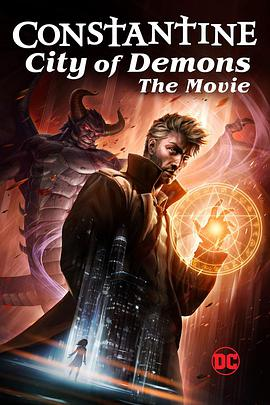 CONSTANTINE
City of Demons
The Movie
DC